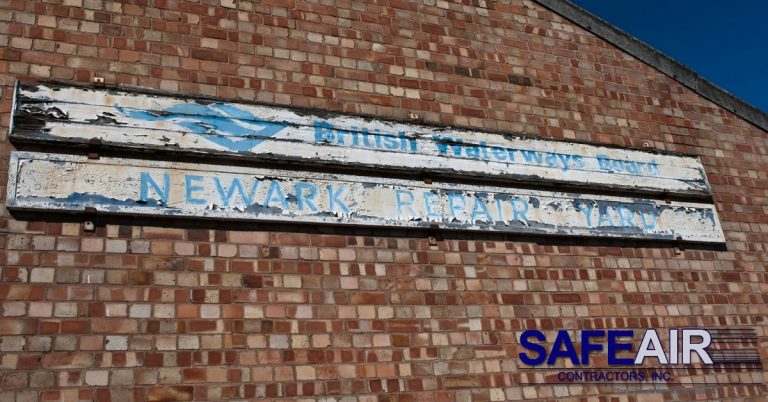 British Waterways Board
NEWARK REPAIR YARD
SAFEAIR
CONTRACTORS, INC.